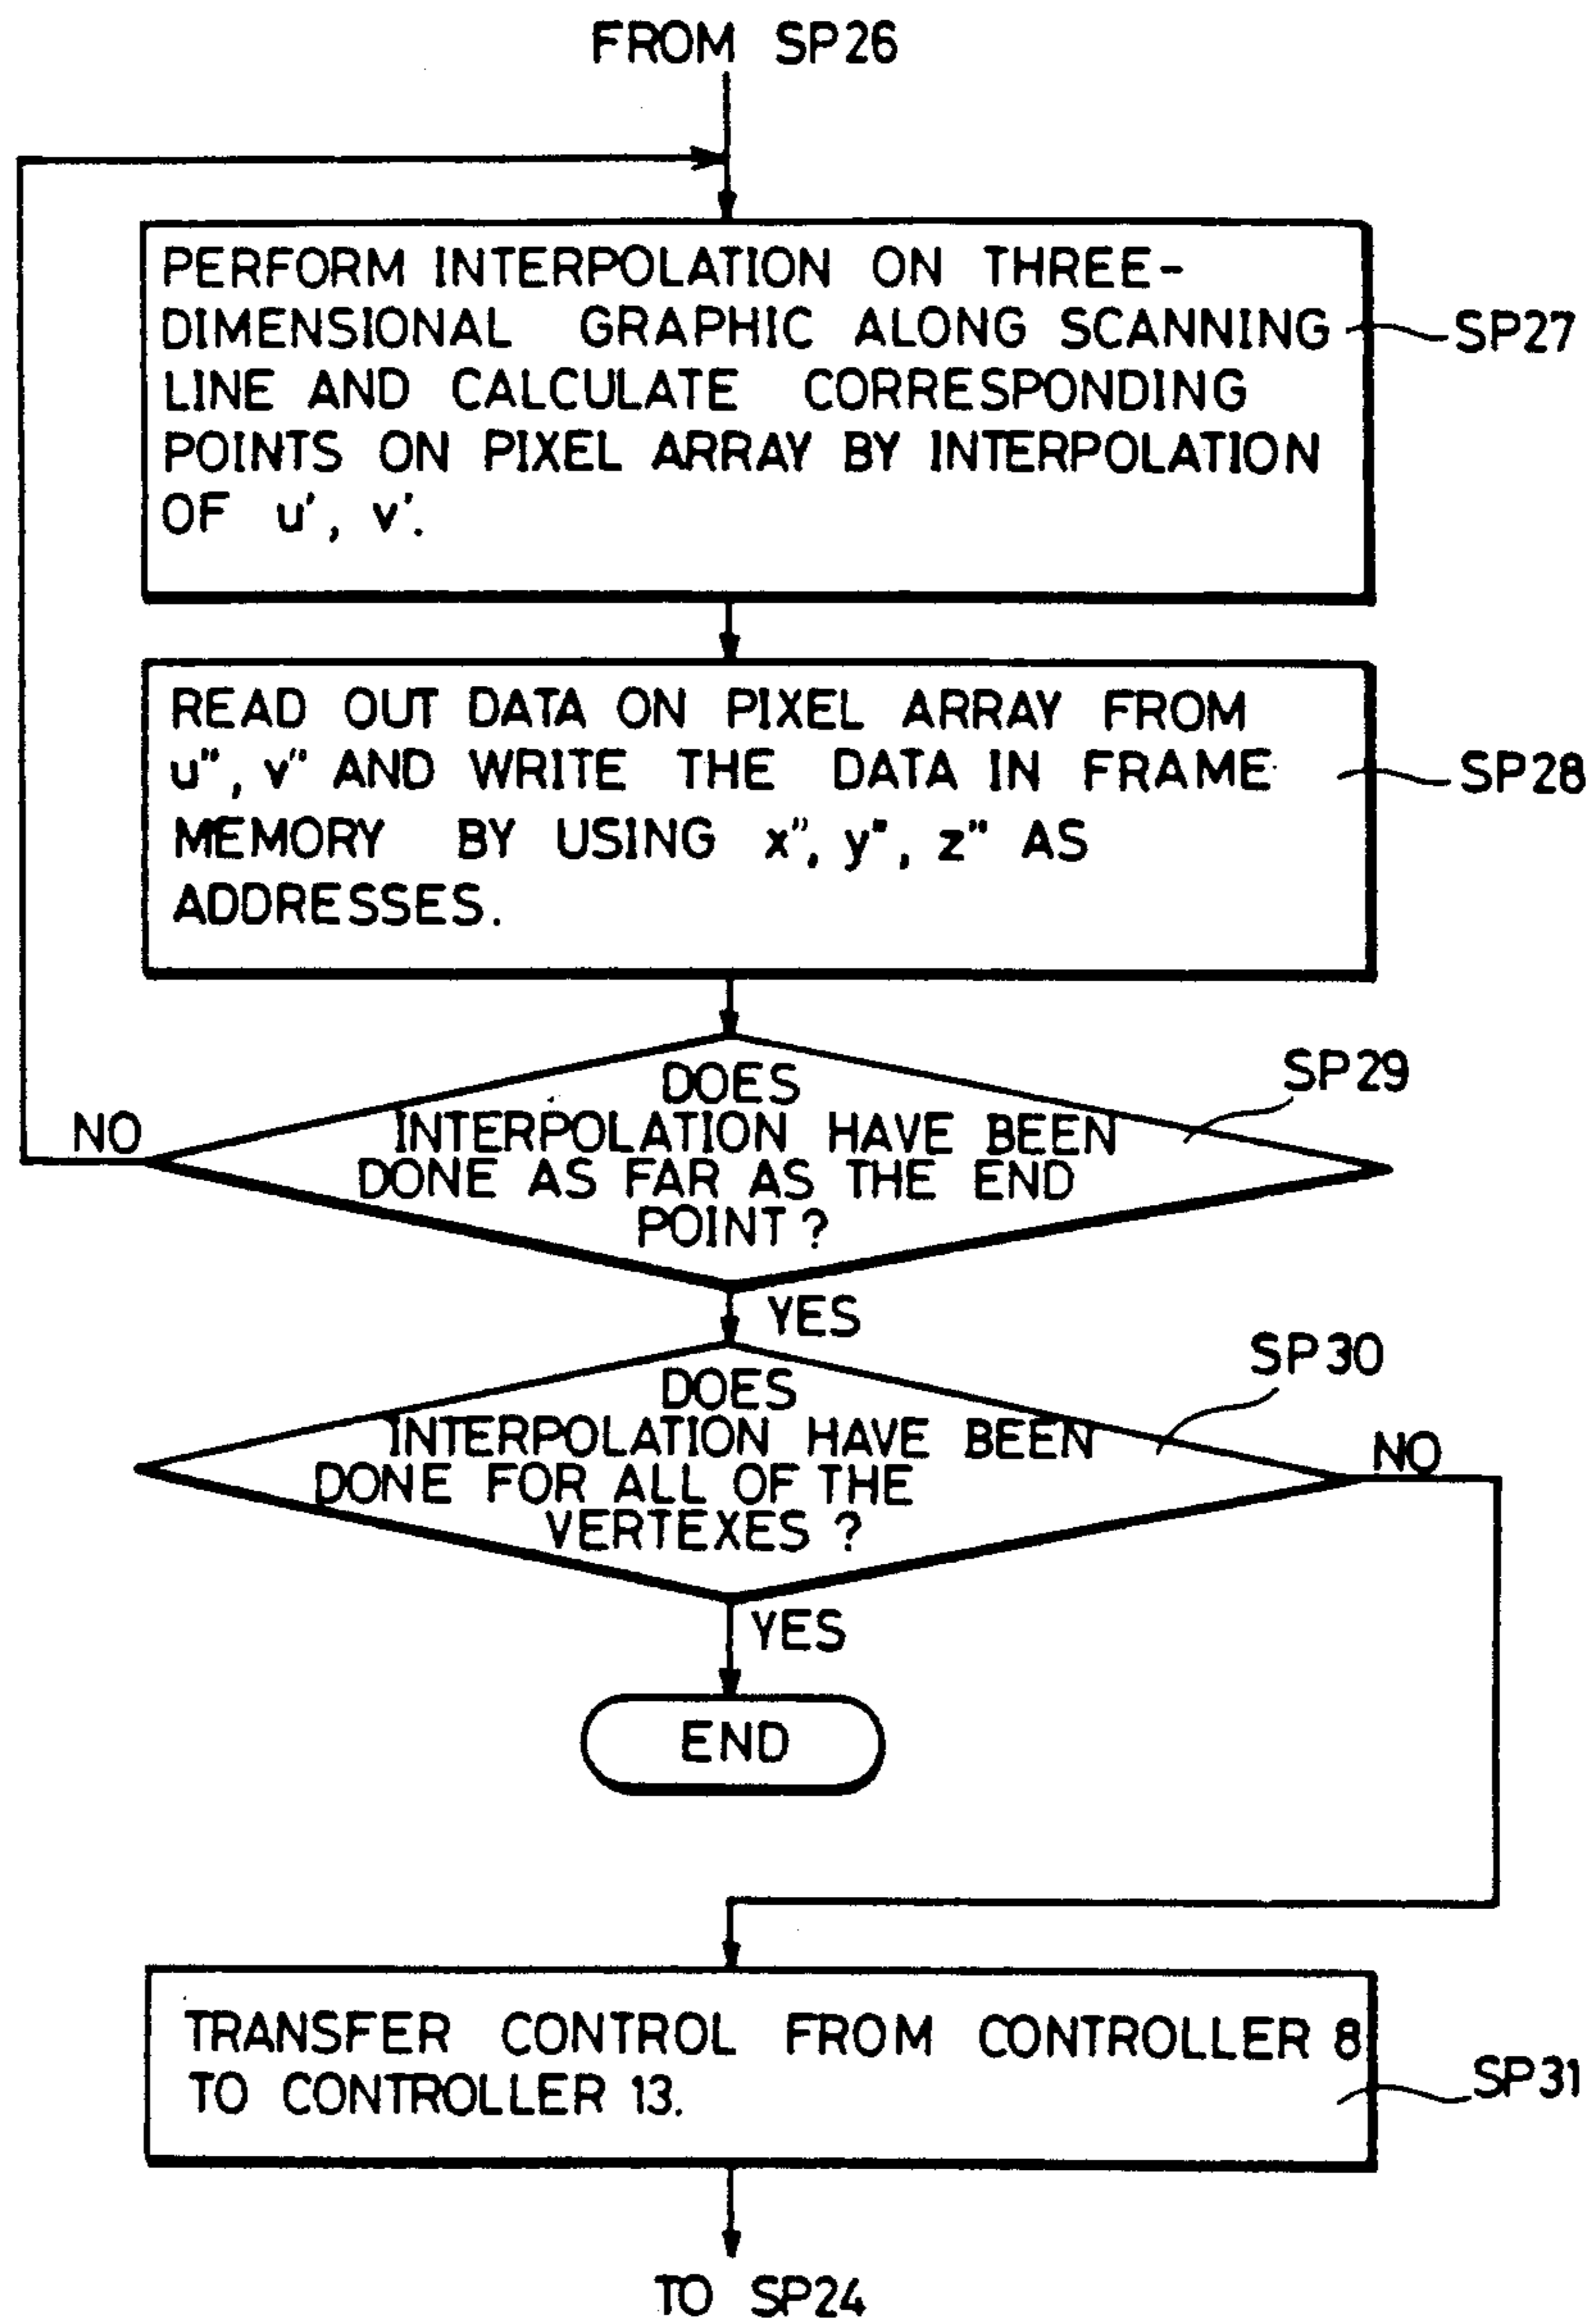 FROM SP26
PERFORM INTERPOLATION ON THREE-
DIMENSIONAL GRAPHIC ALONG SCANNING
LINE AND CALCULATE CORRESPONDING
POINTS ON PIXEL ARRAY BY INTERPOLATION
OF u', v'.
SP27
READ OUT DATA ON PIXEL ARRAY FROM
u", v" AND WRITE THE DATA IN FRAME
MEMORY BY USING x", y", z" AS
ADDRESSES.
SP28
DOES
INTERPOLATION HAVE BEEN
DONE AS FAR AS THE END
POINT ?
SP29
NO
YES
DOES
INTERPOLATION HAVE BEEN
DONE FOR ALL OF THE
VERTEXES ?
SP30
NO
YES
END
TRANSFER CONTROL FROM CONTROLLER 8
TO CONTROLLER 13.
SP31
TO SP24